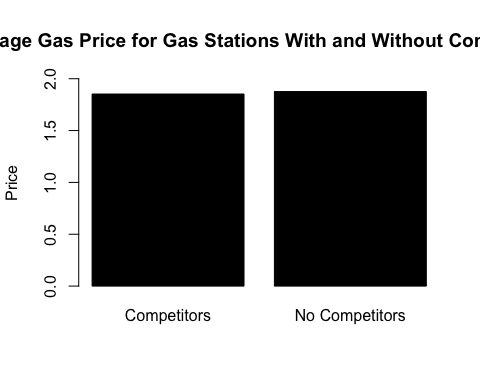 age Gas Price for Gas Stations With and Without Con
Price
2.0
1.5
1.0
0.5
0.0
Competitors No Competitors